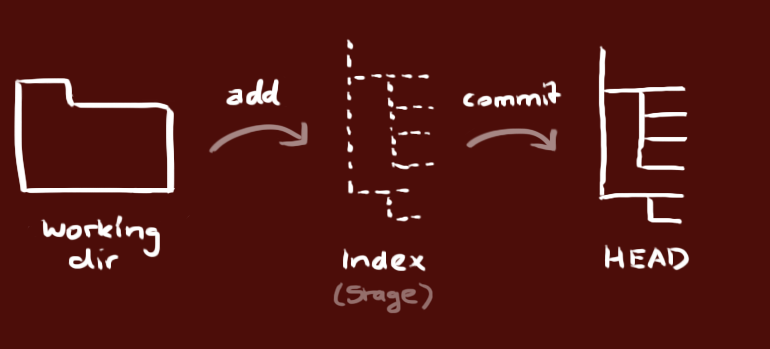 add
commit
working
dir
Index
(Stage)
HEAD